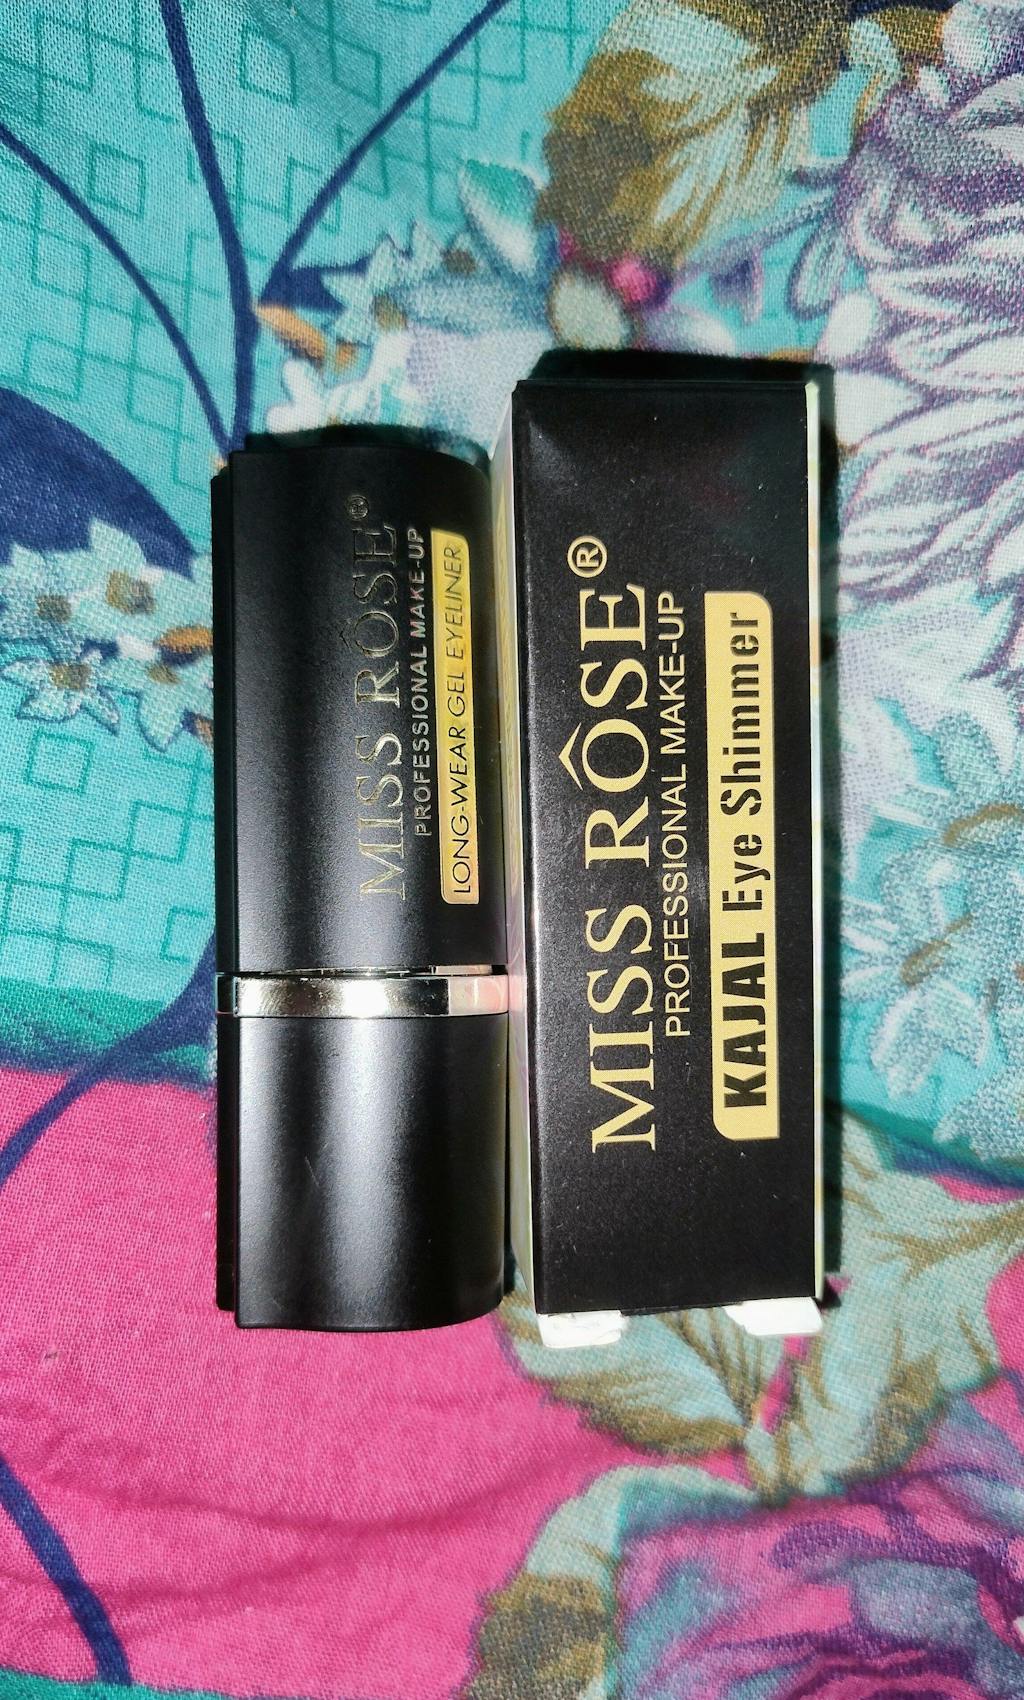 MISS RÔSE®
PROFESSIONAL MAKE-UP
LONG-WEAR GEL EYELINER
MISS RÔSE®
PROFESSIONAL MAKE-UP
KAJAL Eye Shimmer